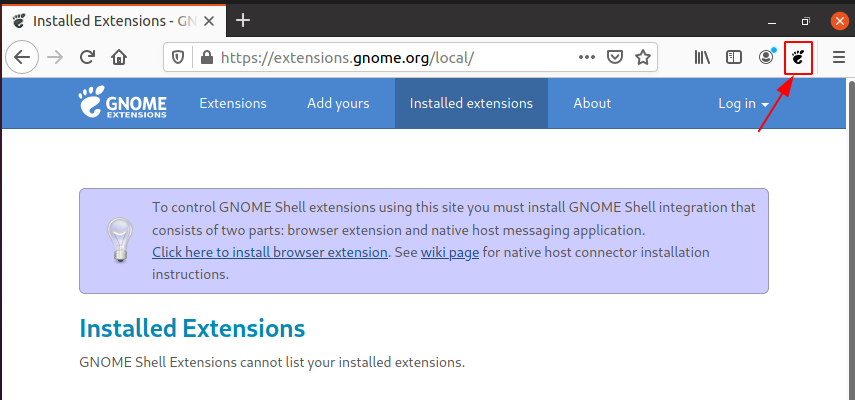 Installed Extensions - GN
https://extensions.gnome.org/local/
GNOME
EXTENSIONS
Extensions
Add yours
Installed extensions
About
Log in
To control GNOME Shell extensions using this site you must install GNOME Shell integration that
consists of two parts: browser extension and native host messaging application.
Click here to install browser extension. See wiki page for native host connector installation
instructions.
Installed Extensions
GNOME Shell Extensions cannot list your installed extensions.